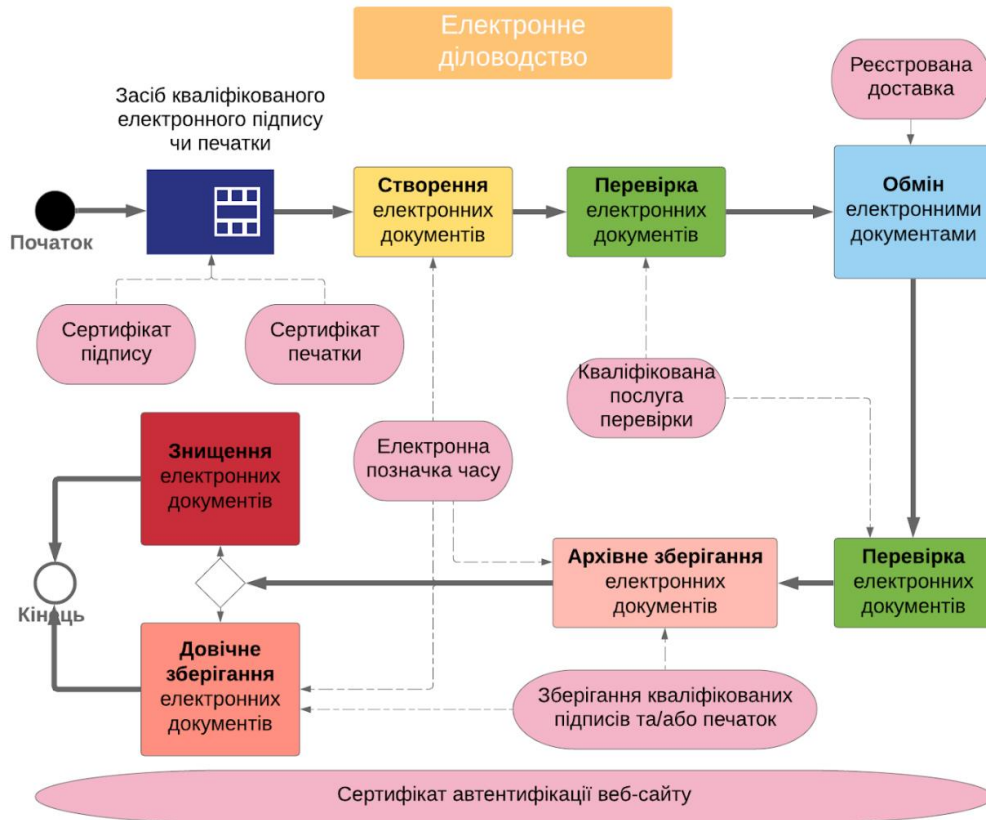 Електронне
діловодство
Реєстрована
доставка
Засіб кваліфікованого
електронного підпису
чи печатки
Початок
Створення
електронних
документів
Перевірка
електронних
документів
Обмін
електронними
документами
Сертифікат
підпису
Сертифікат
печатки
Кваліфікована
послуга
перевірки
Електронна
позначка часу
Знищення
електронних
документів
Кінець
Архівне зберігання
електронних
документів
Перевірка
електронних
документів
Довічне
зберігання
електронних
документів
Зберігання кваліфікованих
підписів та/або печаток
Сертифікат автентифікації веб-сайту